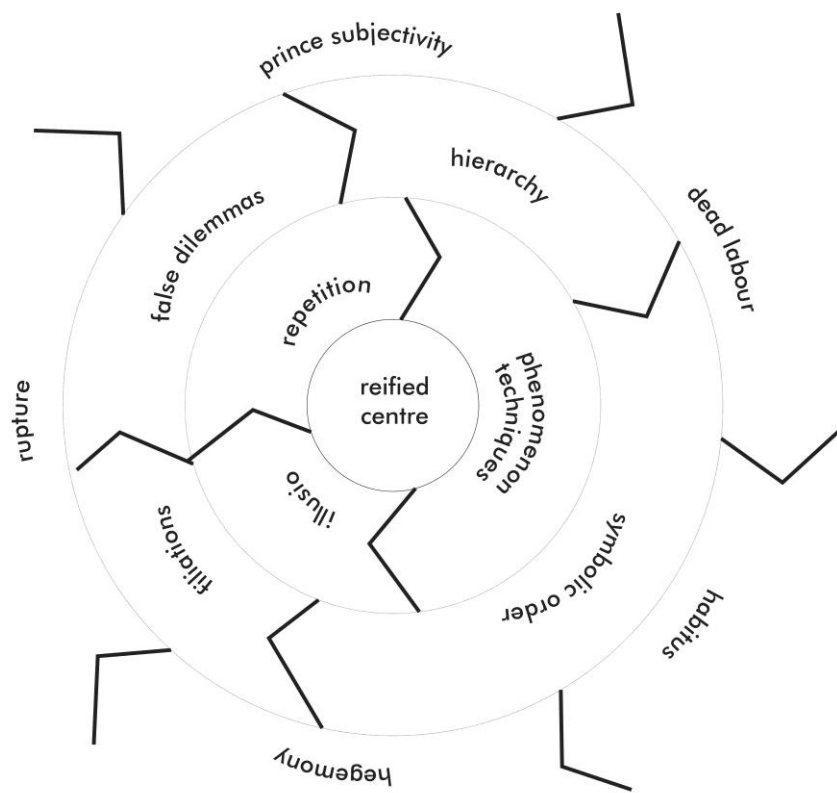 prince subjectivity
hierarchy
dead labour
false dilemmas
repetition
reified
centre
phenomenon
techniques
rupture
illusio
filiations
symbolic order
habitus
hegemony